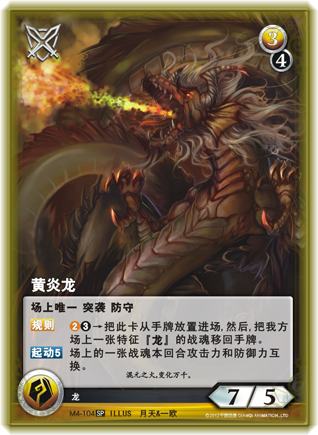 3
4
黄炎龙
场上唯一 突袭 防守
规则 2 3→把此卡从手牌放置进场,然后,把我方
场上一张特征『龙』的战魂移回手牌。
起动5 场上的一张战魂本回合攻击力和防御力互
换。
混元之火,变化万千。
龙
7 / 5
M4-104 SP ILLUS 月天&一欧